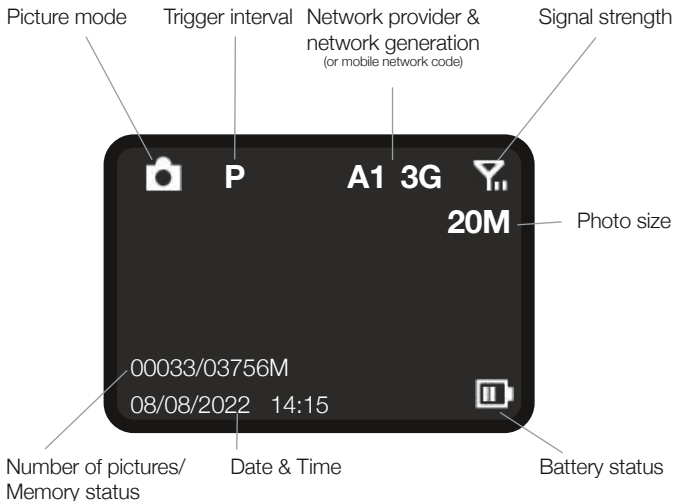 Picture mode
Trigger interval
Network provider &
network generation
(or mobile network code)
Signal strength
P
A1 3G
20M
Photo size
00033/03756M
08/08/2022 14:15
Number of pictures/
Memory status
Date & Time
Battery status